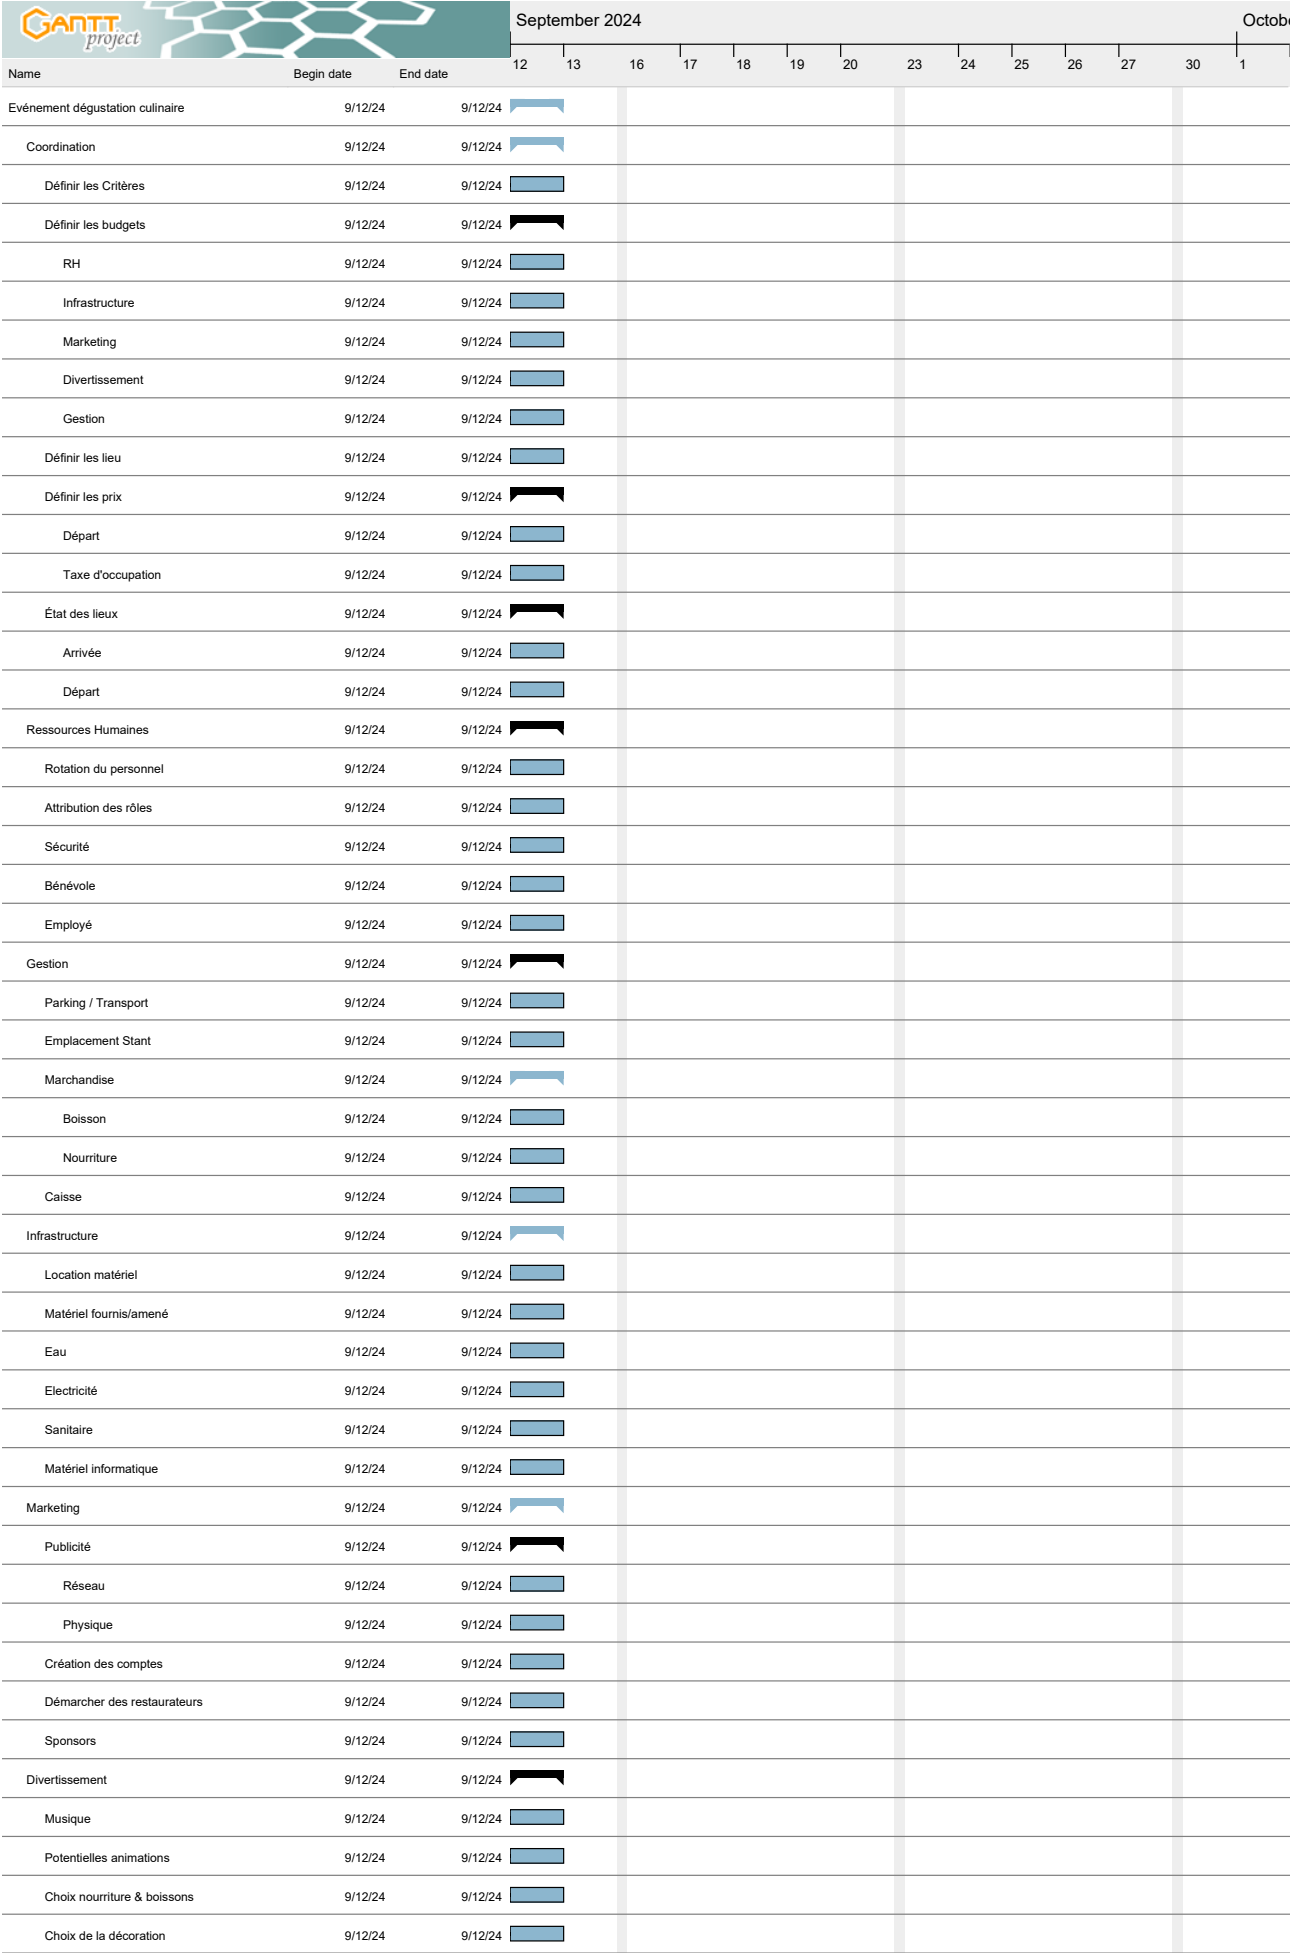 GANTT
project
September 2024
Octobe
12 13 16 17 18 19 20 23 24 25 26 27 30 1
Name Begin date End date
Evénement dégustation culinaire 9/12/24 9/12/24
Coordination 9/12/24 9/12/24
Définir les Critères 9/12/24 9/12/24
Définir les budgets 9/12/24 9/12/24
RH 9/12/24 9/12/24
Infrastructure 9/12/24 9/12/24
Marketing 9/12/24 9/12/24
Divertissement 9/12/24 9/12/24
Gestion 9/12/24 9/12/24
Définir les lieu 9/12/24 9/12/24
Définir les prix 9/12/24 9/12/24
Départ 9/12/24 9/12/24
Taxe d'occupation 9/12/24 9/12/24
État des lieux 9/12/24 9/12/24
Arrivée 9/12/24 9/12/24
Départ 9/12/24 9/12/24
Ressources Humaines 9/12/24 9/12/24
Rotation du personnel 9/12/24 9/12/24
Attribution des rôles 9/12/24 9/12/24
Sécurité 9/12/24 9/12/24
Bénévole 9/12/24 9/12/24
Employé 9/12/24 9/12/24
Gestion 9/12/24 9/12/24
Parking / Transport 9/12/24 9/12/24
Emplacement Stant 9/12/24 9/12/24
Marchandise 9/12/24 9/12/24
Boisson 9/12/24 9/12/24
Nourriture 9/12/24 9/12/24
Caisse 9/12/24 9/12/24
Infrastructure 9/12/24 9/12/24
Location matériel 9/12/24 9/12/24
Matériel fournis/amené 9/12/24 9/12/24
Eau 9/12/24 9/12/24
Electricité 9/12/24 9/12/24
Sanitaire 9/12/24 9/12/24
Matériel informatique 9/12/24 9/12/24
Marketing 9/12/24 9/12/24
Publicité 9/12/24 9/12/24
Réseau 9/12/24 9/12/24
Physique 9/12/24 9/12/24
Création des comptes 9/12/24 9/12/24
Démarcher des restaurateurs 9/12/24 9/12/24
Sponsors 9/12/24 9/12/24
Divertissement 9/12/24 9/12/24
Musique 9/12/24 9/12/24
Potentielles animations 9/12/24 9/12/24
Choix nourriture & boissons 9/12/24 9/12/24
Choix de la décoration 9/12/24 9/12/24